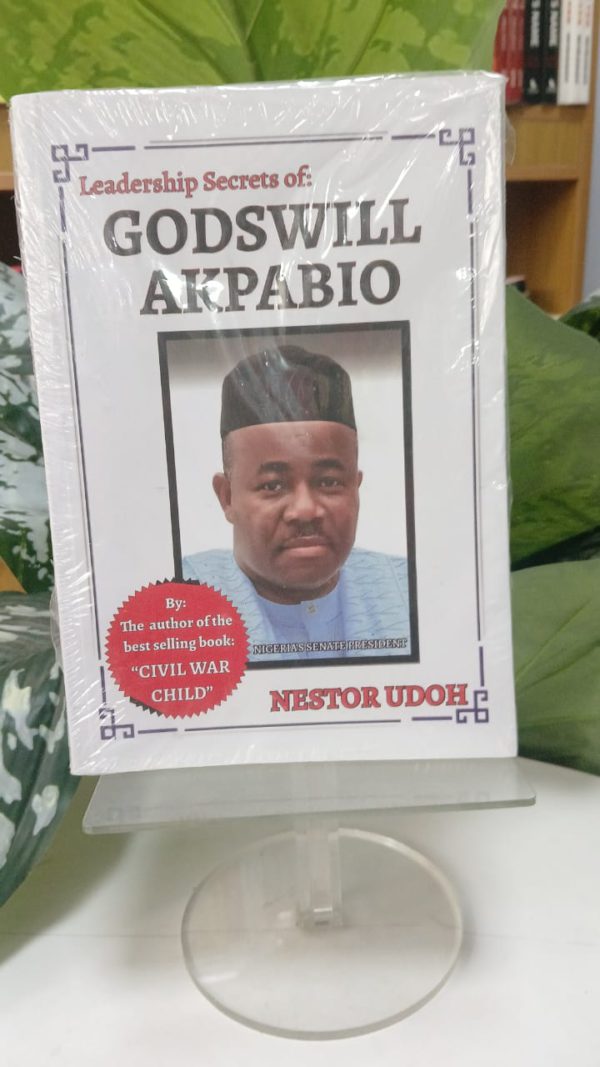 Leadership Secrets of:
GODSWILL
AKPABIO
NIGERIA'S SENATE PRESIDENT
By:
The author of the
best selling book:
"CIVIL WAR
CHILD"
NESTOR UDOH